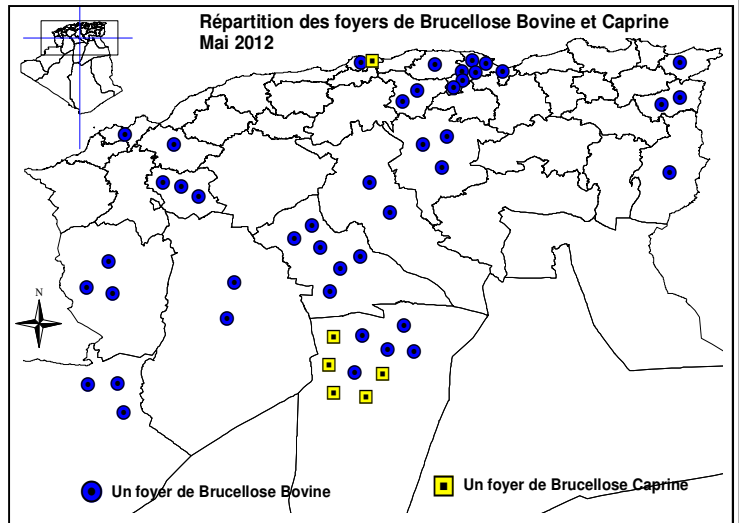 Répartition des foyers de Brucellose Bovine et Caprine
Mai 2012
N
Un foyer de Brucellose Bovine
Un foyer de Brucellose Caprine